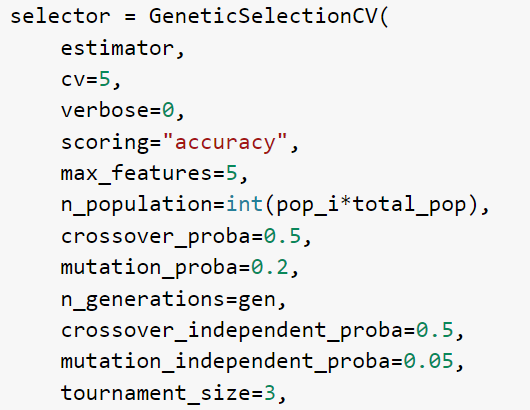 selector = GeneticSelectionCV(
    estimator,
    cv=5,
    verbose=0,
    scoring="accuracy",
    max_features=5,
    n_population=int(pop_i*total_pop),
    crossover_proba=0.5,
    mutation_proba=0.2,
    n_generations=gen,
    crossover_independent_proba=0.5,
    mutation_independent_proba=0.05,
    tournament_size=3,